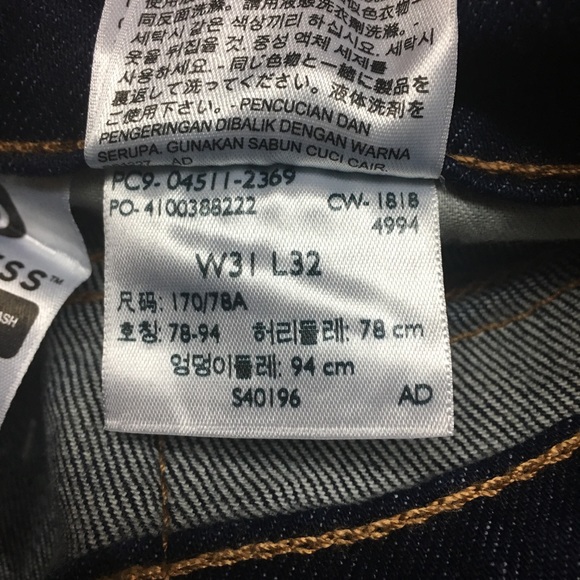 同反面洗滌。請用液態洗衣劑洗滌。
세탁시 같은 색상끼리 하십시오. 세탁시
옷을 뒤집을 것. 중성 액체 세제를
사용하세요. - 同じ色物と一緒に製品を
裏返して洗ってください。液体洗剤を
ご使用下さい。- PENCUCIAN DAN
PENGERINGAN DIBALIK DENGAN WARNA
SERUPA. GUNAKAN SABUN CUCI CAIR.
AD
PC9- 04511-2369
PO- 4100388222 CW- 1818
4994
W31 L32
尺码: 170/78A
호칭: 78-94 허리둘레: 78 cm
엉덩이둘레: 94 cm
S40196 AD
ESS™
ASH